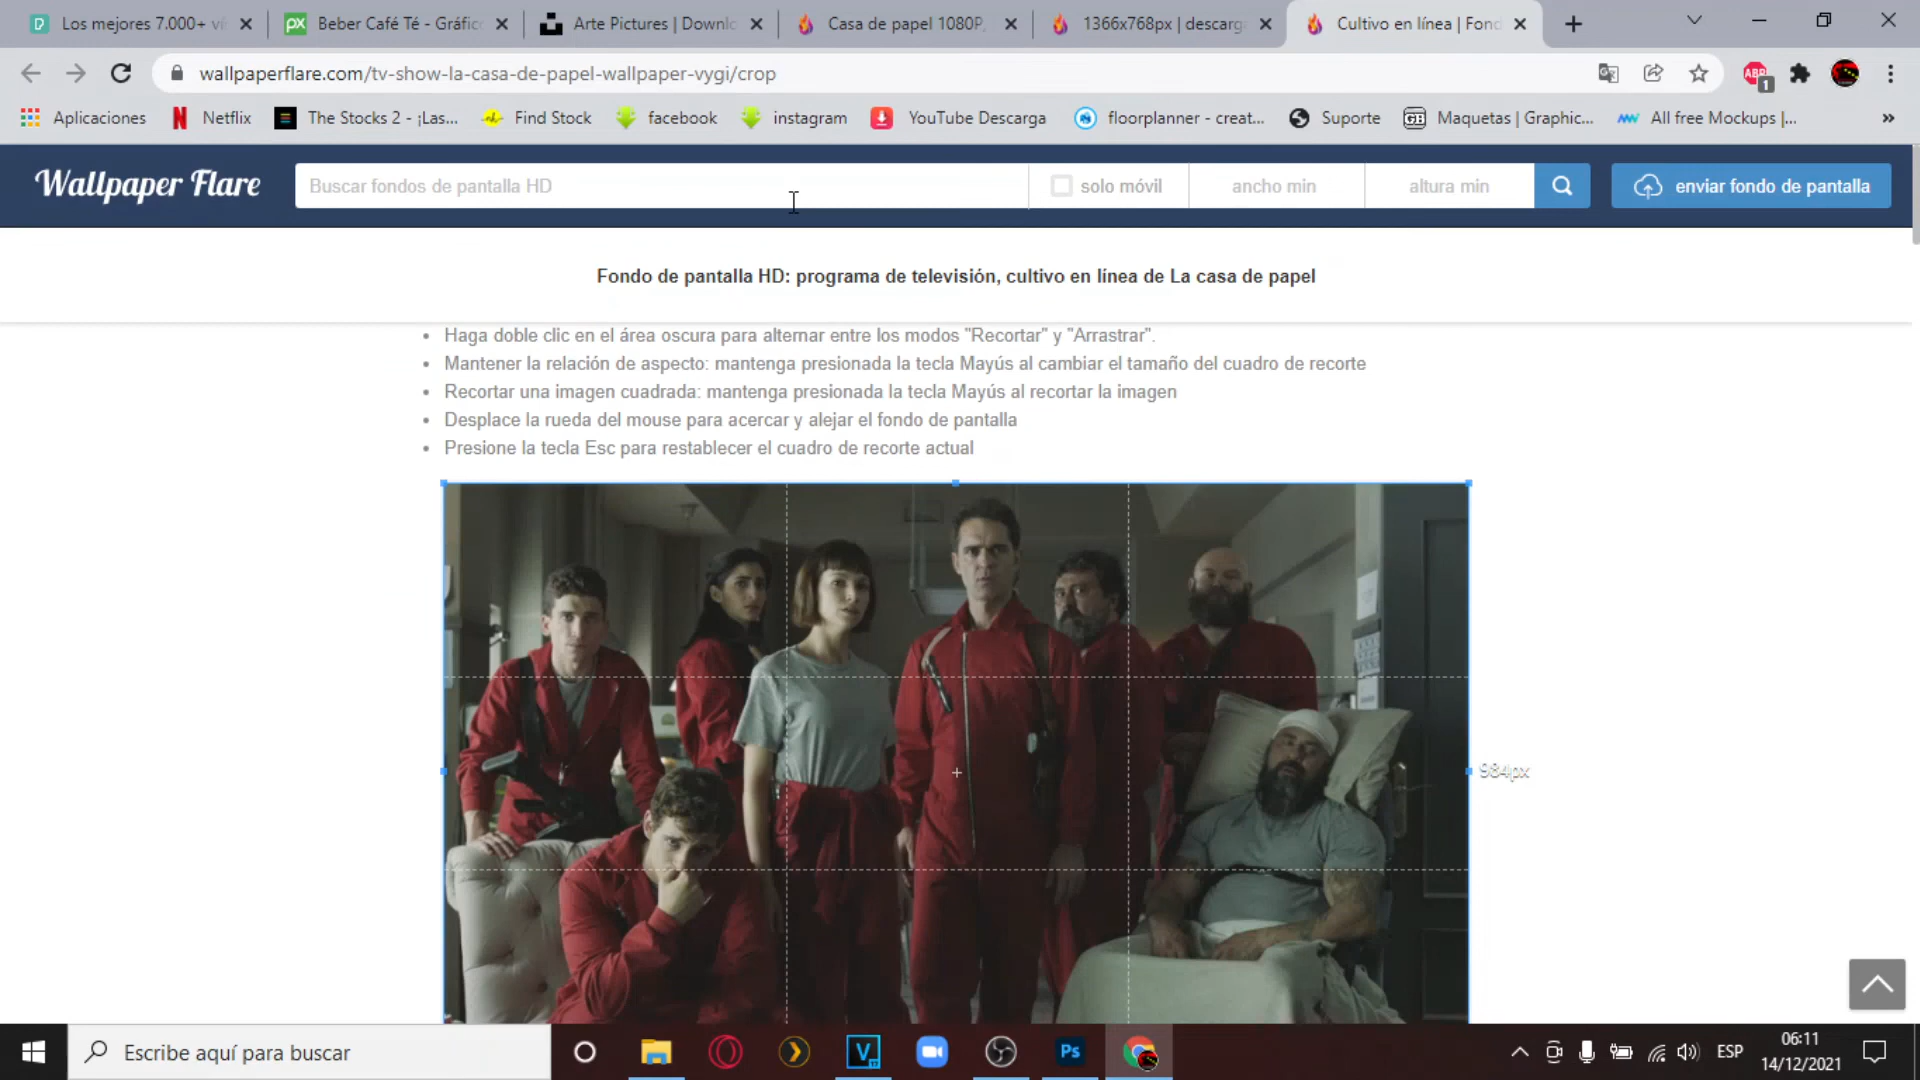 Los mejores 7.000+ ví
Beber Café Té - Gráfico
Arte Pictures | Downlo
Casa de papel 1080P,
1366x768px | descarga
Cultivo en línea | Fond
wallpaperflare.com/tv-show-la-casa-de-papel-wallpaper-vygi/crop
ABP
1
Aplicaciones
Netflix
The Stocks 2 - ¡Las...
Find Stock
facebook
instagram
YouTube Descarga
floorplanner - creat...
Suporte
Maquetas | Graphic...
All free Mockups |...
Wallpaper Flare
Buscar fondos de pantalla HD
solo móvil
ancho min
altura min
enviar fondo de pantalla
Fondo de pantalla HD: programa de televisión, cultivo en línea de La casa de papel
Haga doble clic en el área oscura para alternar entre los modos "Recortar" y "Arrastrar".
Mantener la relación de aspecto: mantenga presionada la tecla Mayús al cambiar el tamaño del cuadro de recorte
Recortar una imagen cuadrada: mantenga presionada la tecla Mayús al recortar la imagen
Desplace la rueda del mouse para acercar y alejar el fondo de pantalla
Presione la tecla Esc para restablecer el cuadro de recorte actual
984px
Escribe aquí para buscar
ESP
06:11
14/12/2021